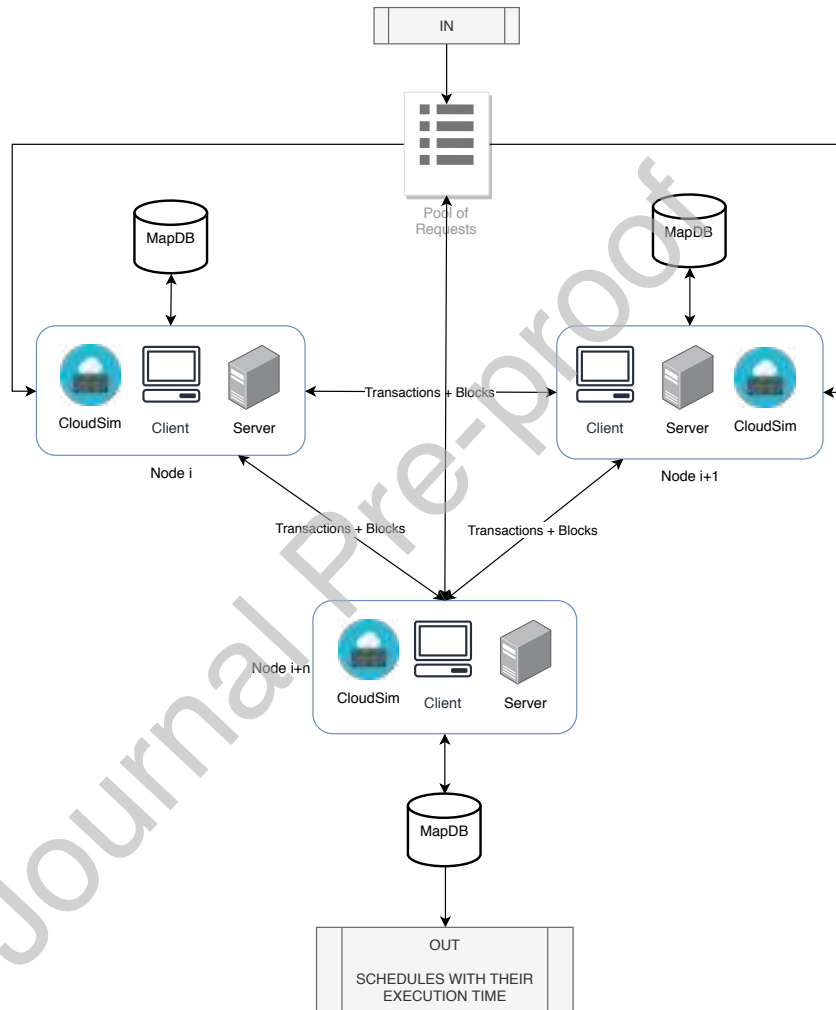 IN
Pool of
Requests
MapDB
MapDB
CloudSim
Client
Server
Node i
Transactions + Blocks
Client
Server
CloudSim
Node i+1
Transactions + Blocks
Transactions + Blocks
Node i+n
CloudSim
Client
Server
MapDB
OUT
SCHEDULES WITH THEIR
EXECUTION TIME
Journal Pre-proof